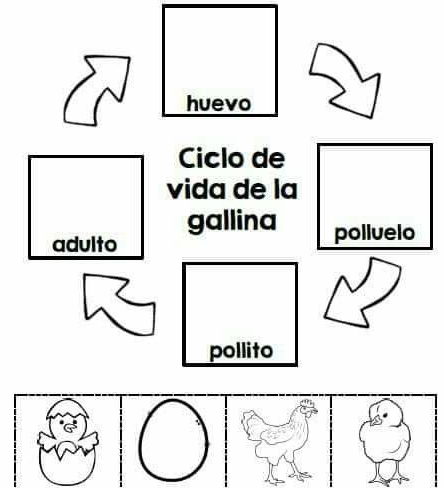 huevo
Ciclo de
vida de la
gallina
polluelo
adulto
pollito